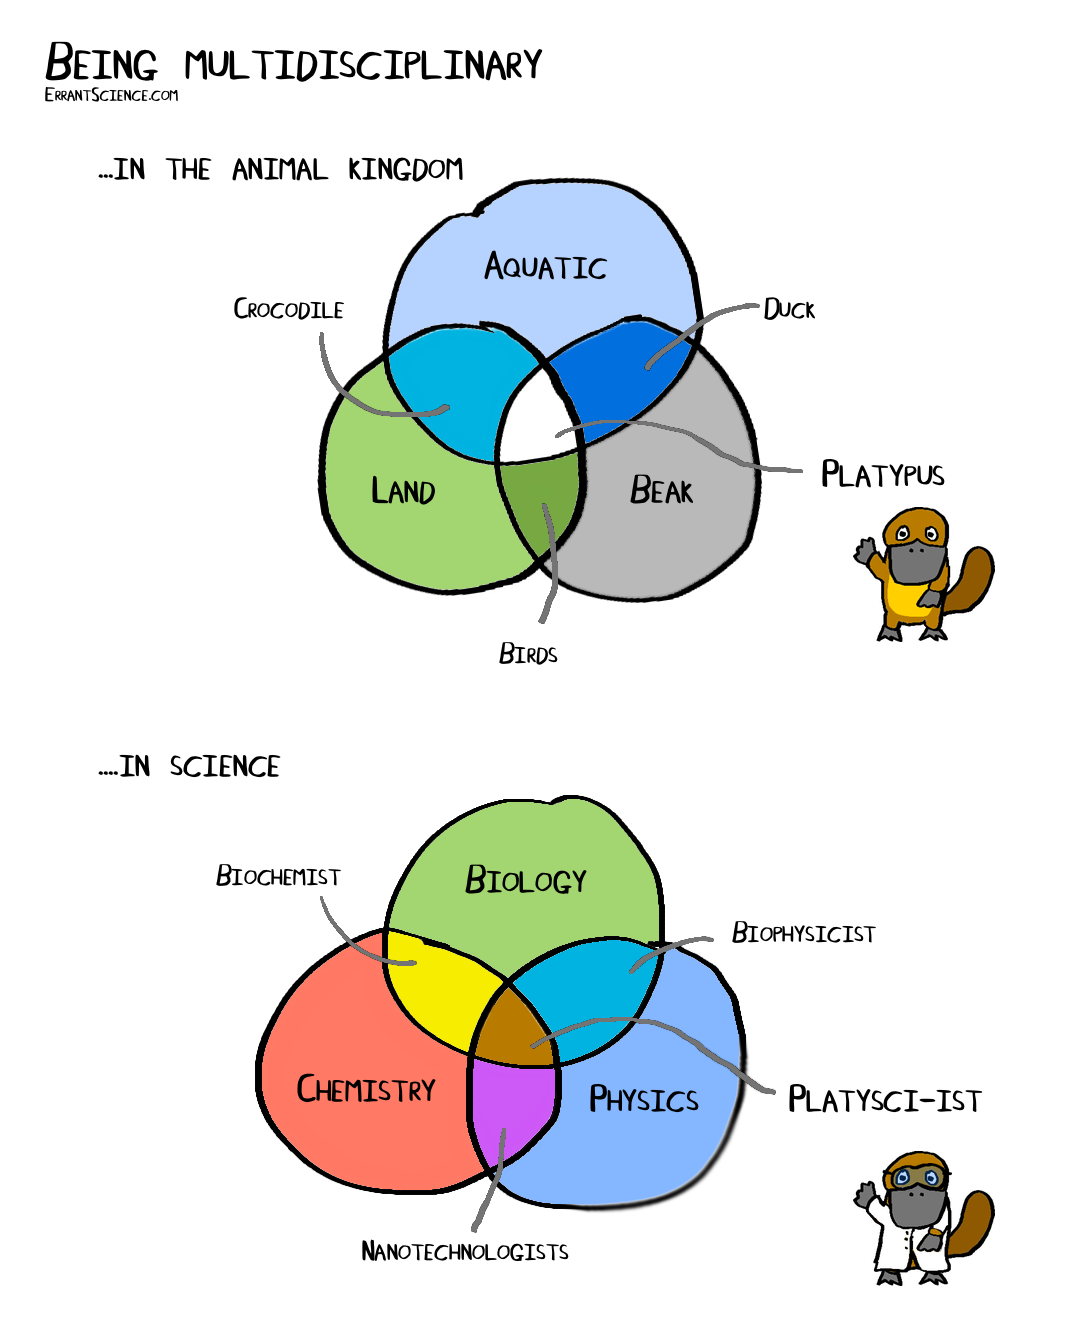 Being multidisciplinary
ErrantScience.com
...in the animal kingdom
Aquatic
Crocodile
Duck
Land
Beak
Platypus
Birds
....in science
Biochemist
Biology
Biophysicist
Chemistry
Physics
Platysci-ist
Nanotechnologists